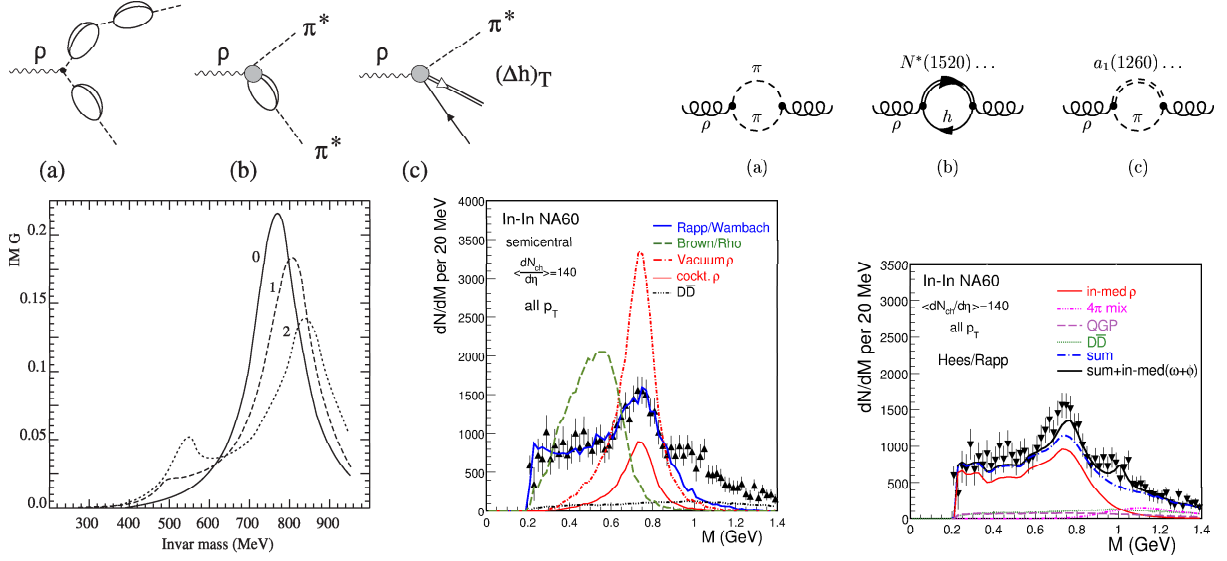 ρ
ρ
π*
π*
ρ
π*
(Δh)T
(a)
(b)
(c)
π
π
ρ
(a)
N*(1520)...
h
ρ
(b)
a₁(1260)...
π
ρ
(c)
IM G
0.2
0.15
0.1
0.05
0.0
0
1
2
300 400 500 600 700 800 900
Invar mass (MeV)
dN/dM per 20 MeV
4000
3500
3000
2500
2000
1500
1000
500
0
In-In NA60
semicentral
<dNch/dη>=140
all pT
Rapp/Wambach
Brown/Rho
Vacuum ρ
cockt. ρ
DD̅
0 0.2 0.4 0.6 0.8 1 1.2 1.4
M (GeV)
dN/dM per 20 MeV
3500
3000
2500
2000
1500
1000
500
0
In-In NA60
<dNch/dη>−140
all pT
Hees/Rapp
in-med ρ
4π mix
QGP
DD̅
sum
sum+in-med(ω+ϕ)
0 0.2 0.4 0.6 0.8 1 1.2 1.4
M (GeV)